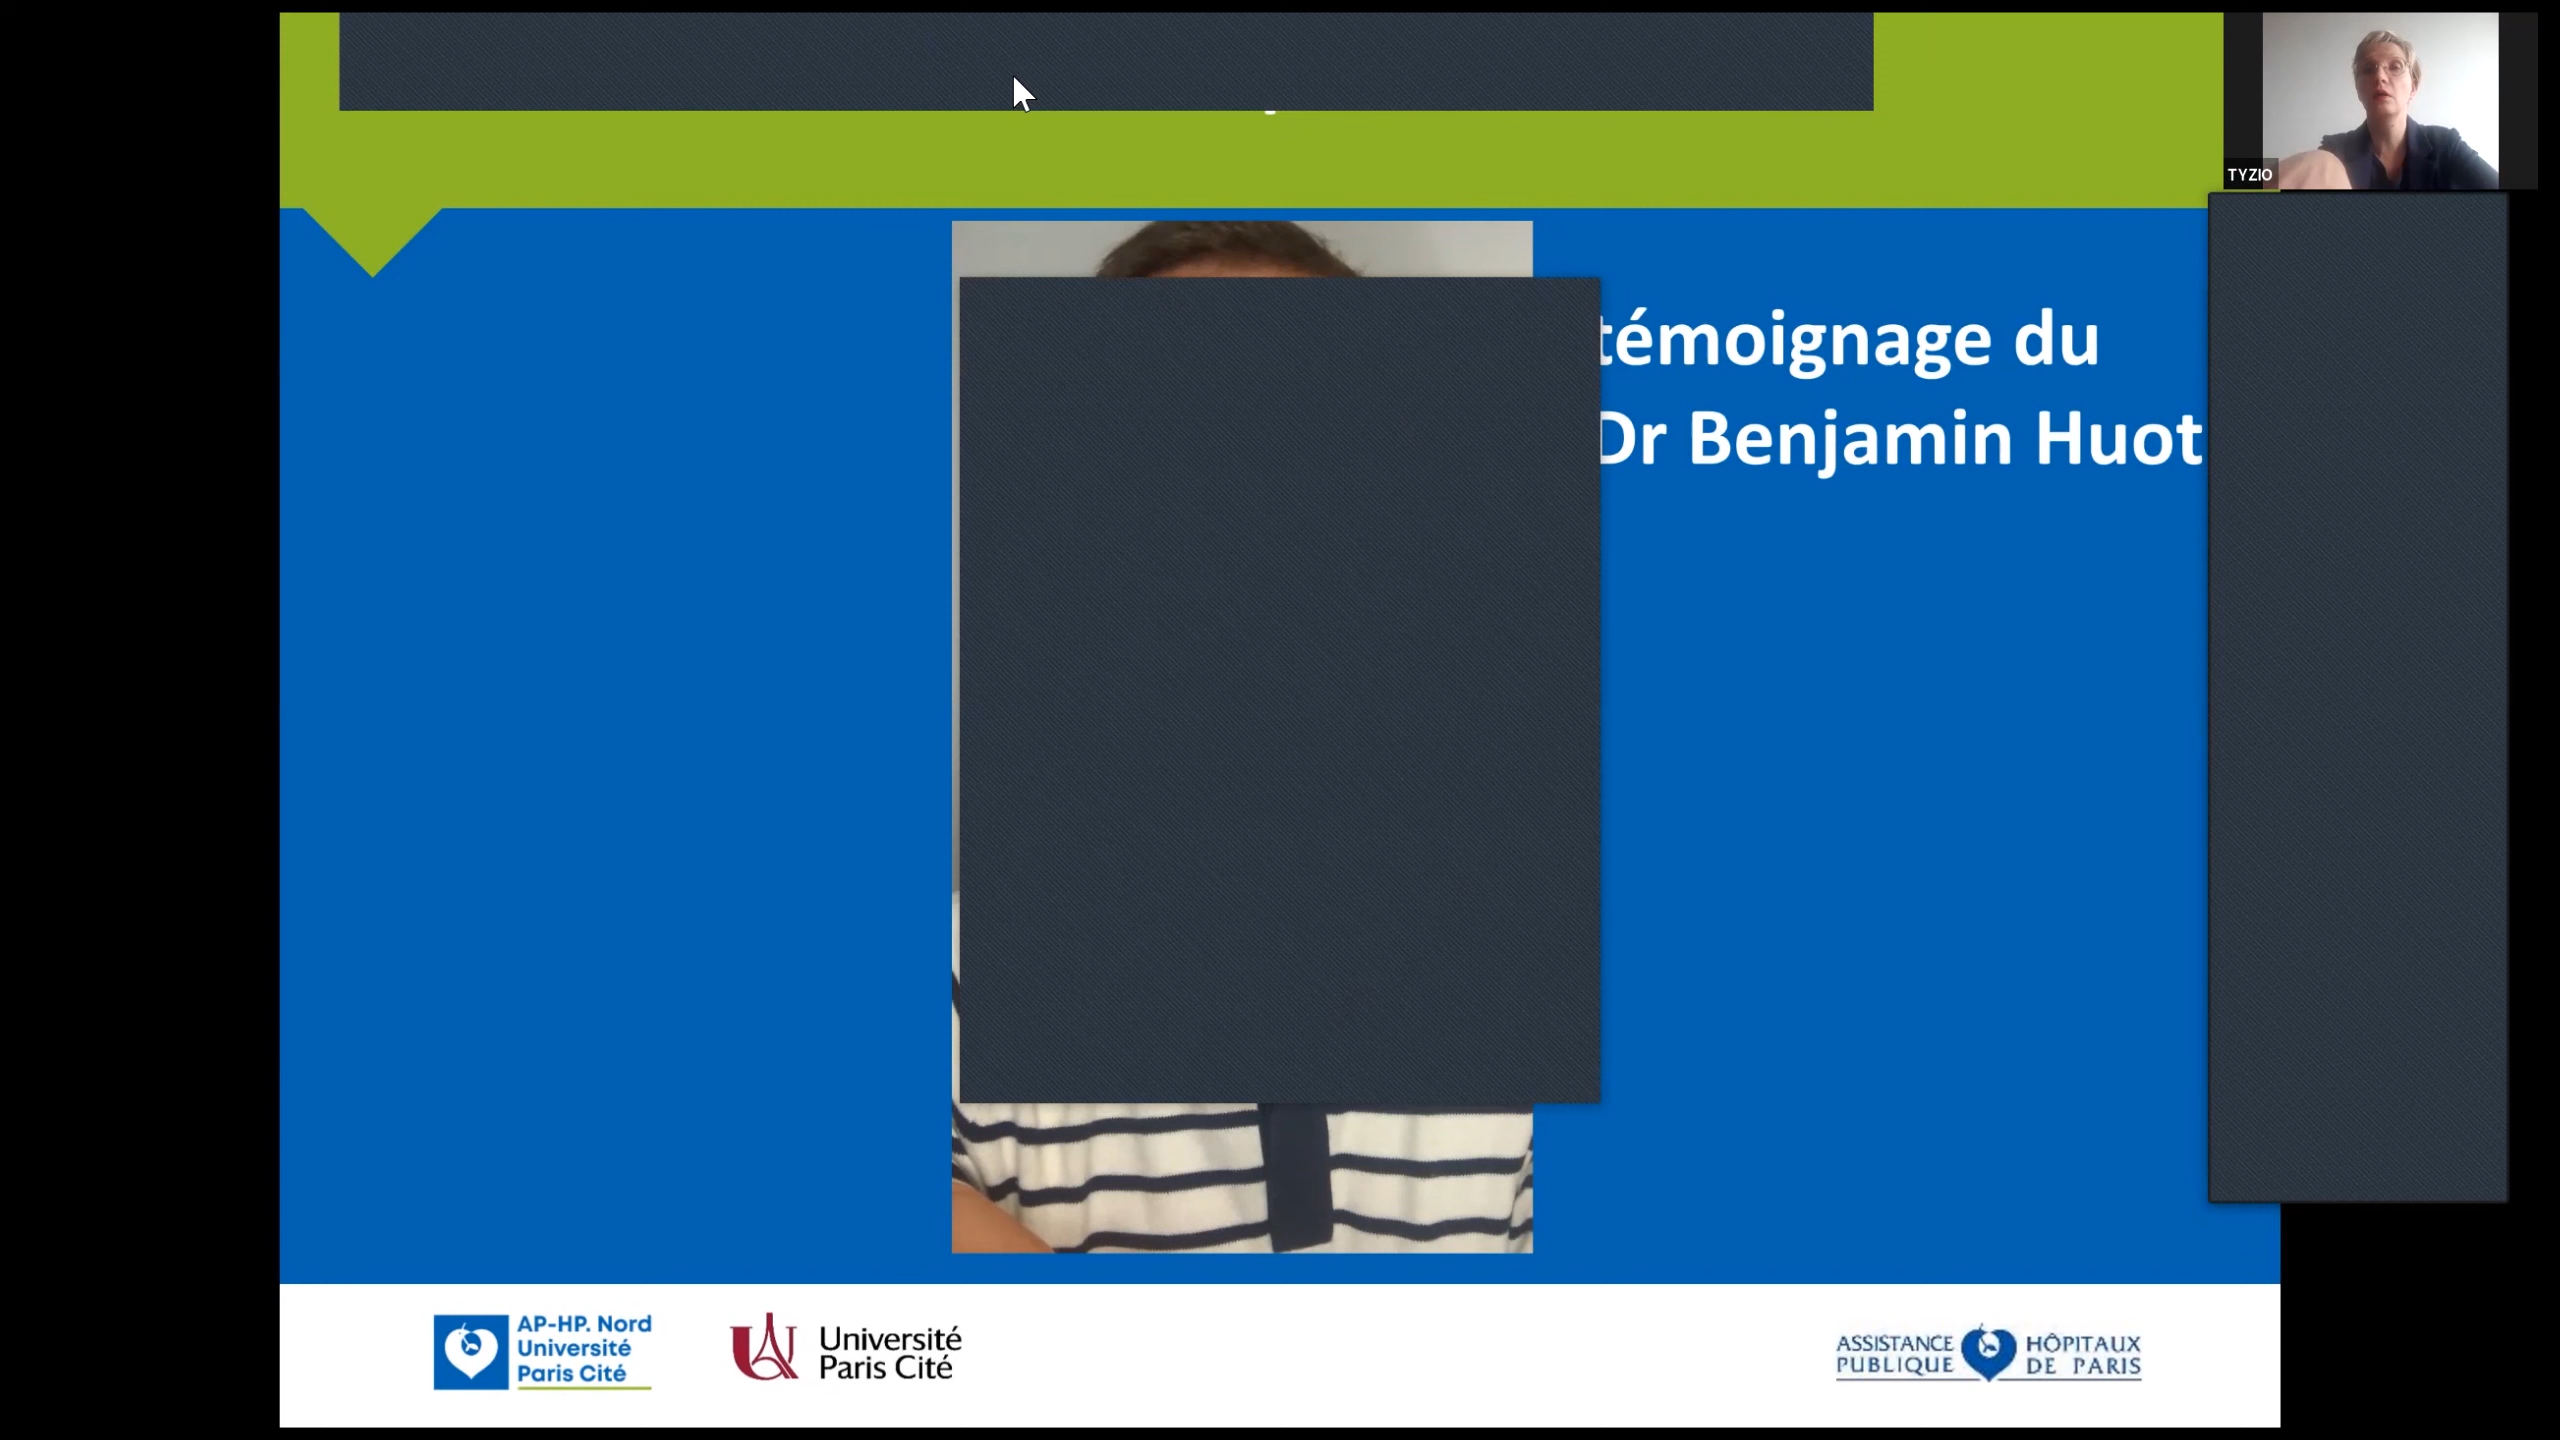 TYZIO
témoignage du
Dr Benjamin Huot
AP-HP. Nord
Université
Paris Cité
Université
Paris Cité
ASSISTANCE HÔPITAUX
PUBLIQUE DE PARIS